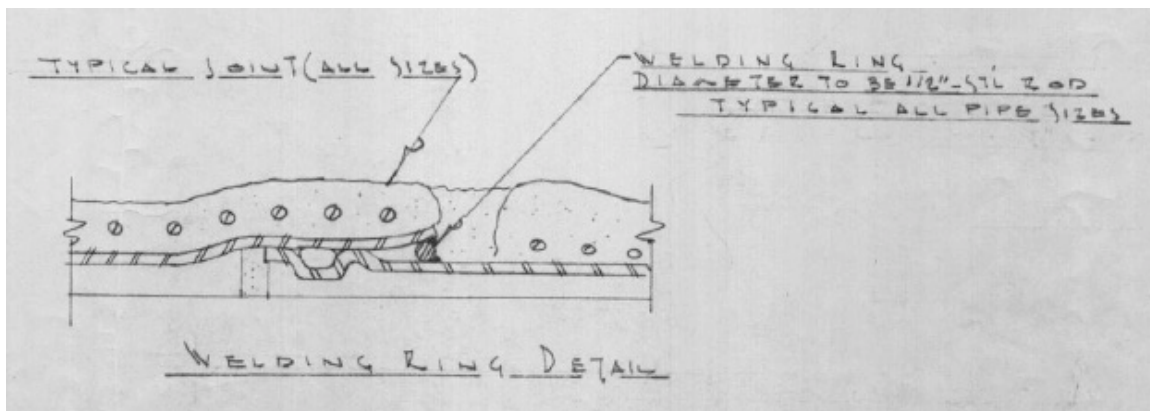 TYPICAL JOINT (ALL SIZES)
WELDING RING
DIAMETER TO BE 1/2"-STL ROD
TYPICAL ALL PIPE SIZES
WELDING RING DETAIL